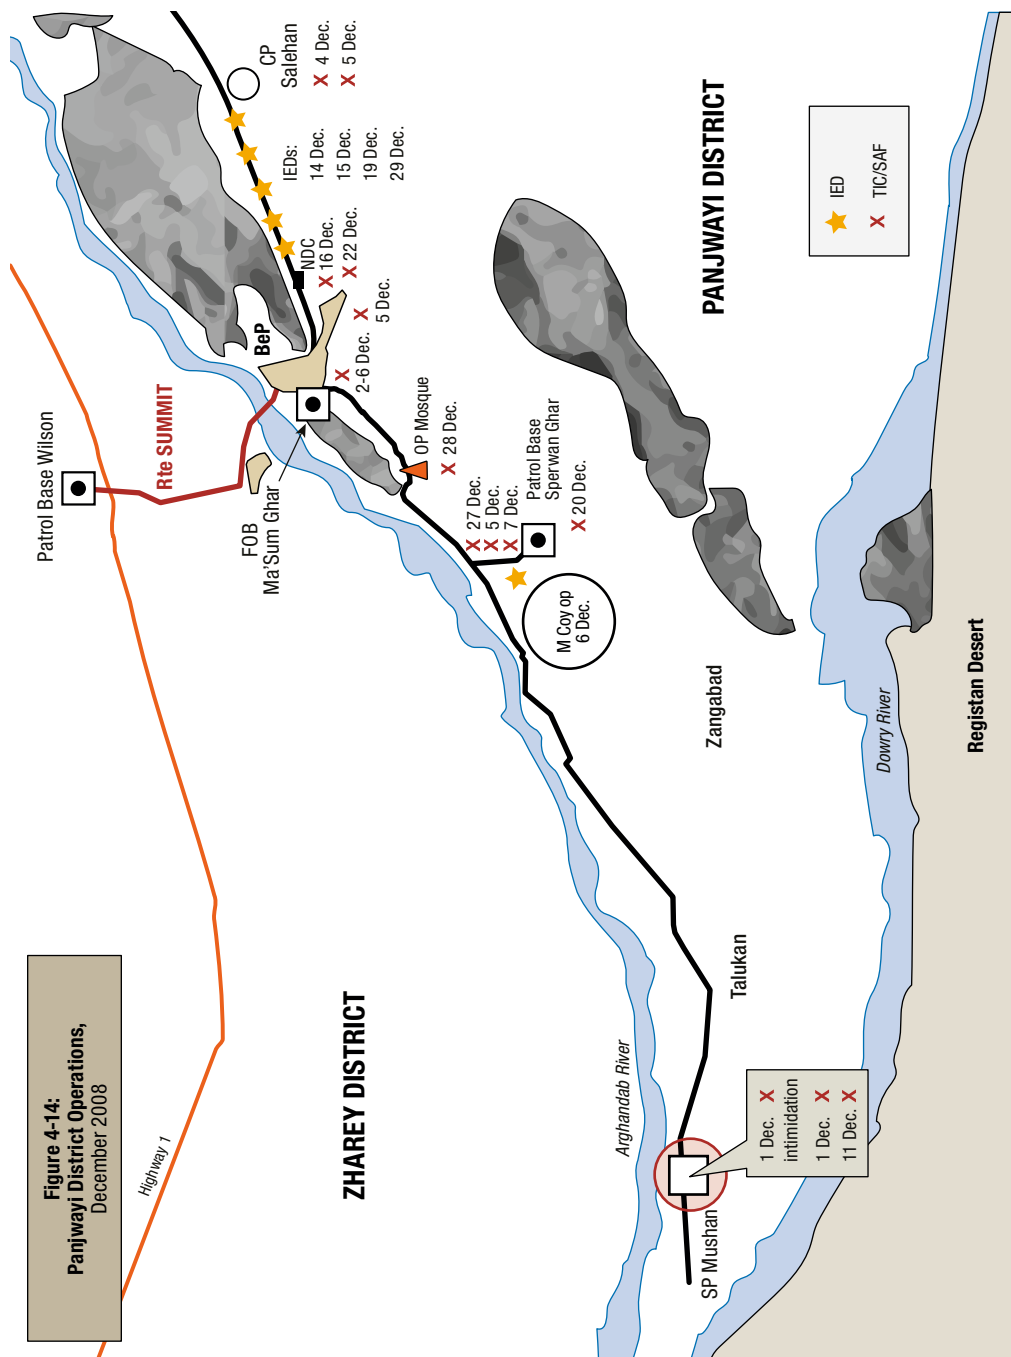 Figure 4-14:
Panjwayi District Operations,
December 2008
Highway 1
ZHAREY DISTRICT
Patrol Base Wilson
Rte SUMMIT
FOB
Ma'Sum Ghar
BeP
CP
Salehan
X 4 Dec.
X 5 Dec.
IEDs:
14 Dec.
15 Dec.
19 Dec.
29 Dec.
NDC
X 16 Dec.
X 22 Dec.
X
5 Dec.
X
2-6 Dec.
OP Mosque
X 28 Dec.
X 27 Dec.
X 5 Dec.
X 7 Dec.
Patrol Base
Sperwan Ghar
X 20 Dec.
M Coy op
6 Dec.
Arghandab River
SP Mushan
1 Dec. X
intimidation
1 Dec. X
11 Dec. X
Talukan
Zangabad
PANJWAYI DISTRICT
Dowry River
Registan Desert
IED
X TIC/SAF